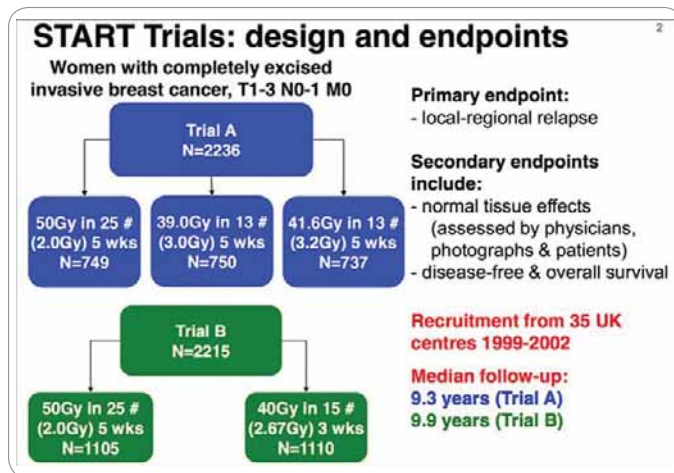 START Trials: design and endpoints
2
Women with completely excised
invasive breast cancer, T1-3 N0-1 M0
Trial A
N=2236
50Gy in 25 #
(2.0Gy) 5 wks
N=749
39.0Gy in 13 #
(3.0Gy) 5 wks
N=750
41.6Gy in 13 #
(3.2Gy) 5 wks
N=737
Trial B
N=2215
50Gy in 25 #
(2.0Gy) 5 wks
N=1105
40Gy in 15 #
(2.67Gy) 3 wks
N=1110
Primary endpoint:
- local-regional relapse
Secondary endpoints
include:
- normal tissue effects
(assessed by physicians,
photographs & patients)
- disease-free & overall survival
Recruitment from 35 UK
centres 1999-2002
Median follow-up:
9.3 years (Trial A)
9.9 years (Trial B)